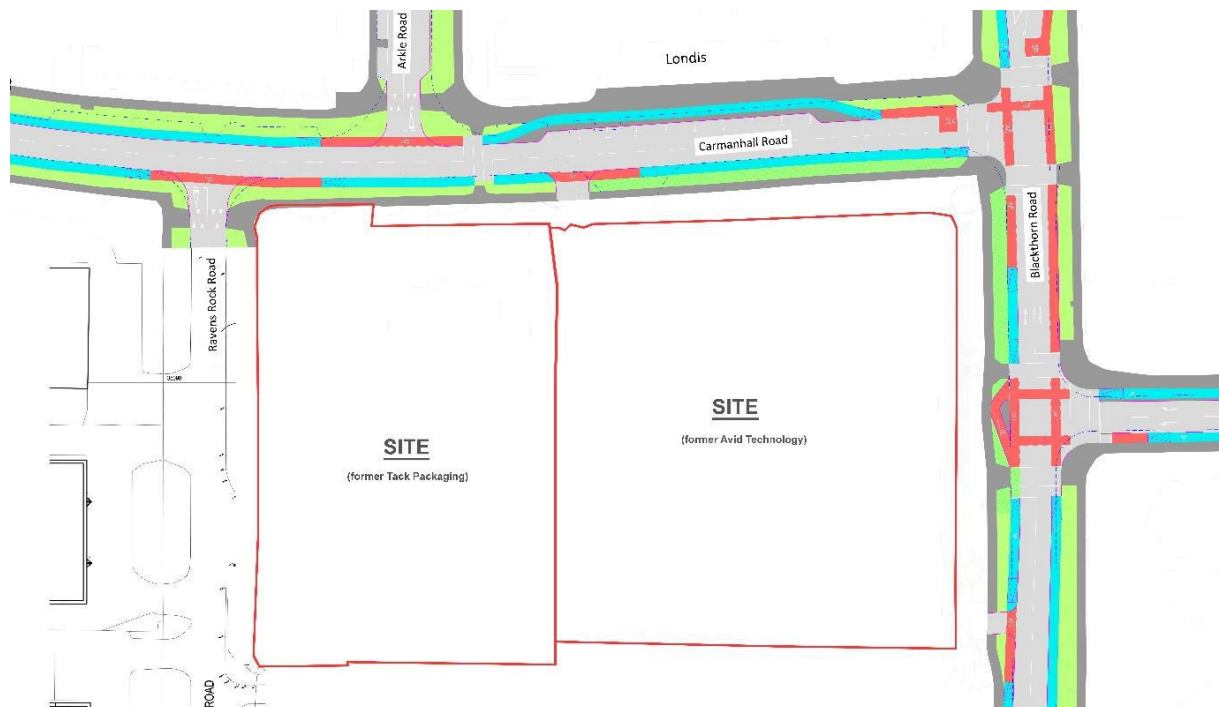 Arkle Road
Londis
Carmanhall Road
Blackthorn Road
Ravens Rock Road
SITE
(former Avid Technology)
SITE
(former Tack Packaging)
ROAD